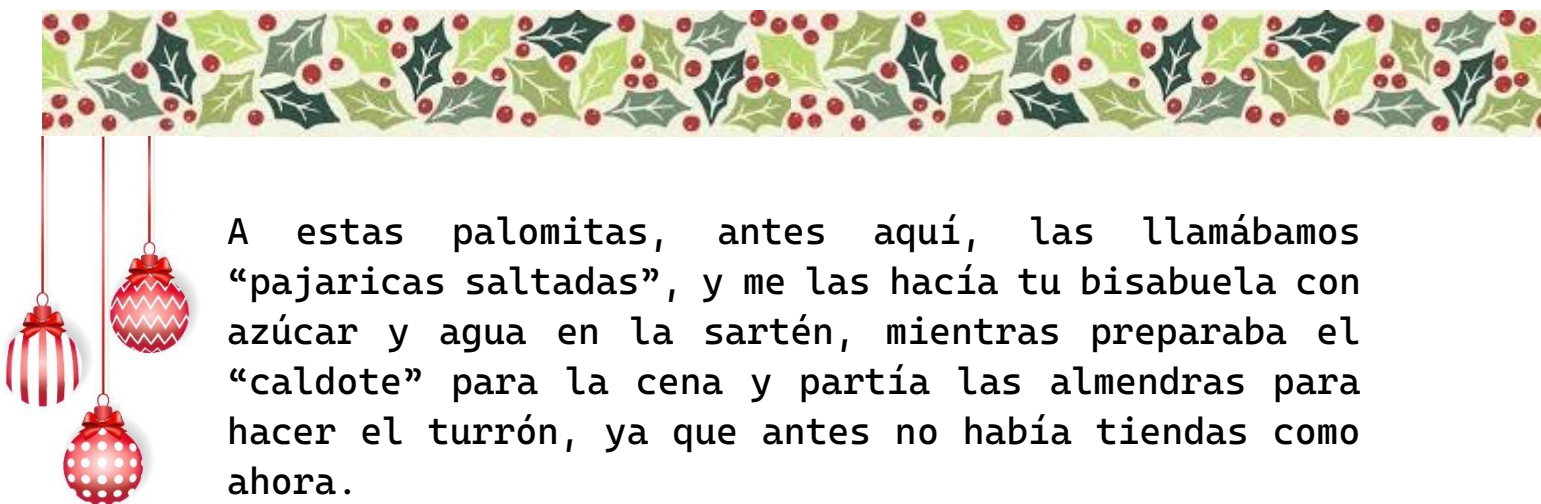 A estas palomitas, antes aquí, las llamábamos
“pajaricas saltadas”, y me las hacía tu bisabuela con
azúcar y agua en la sartén, mientras preparaba el
“caldote” para la cena y partía las almendras para
hacer el turrón, ya que antes no había tiendas como
ahora.